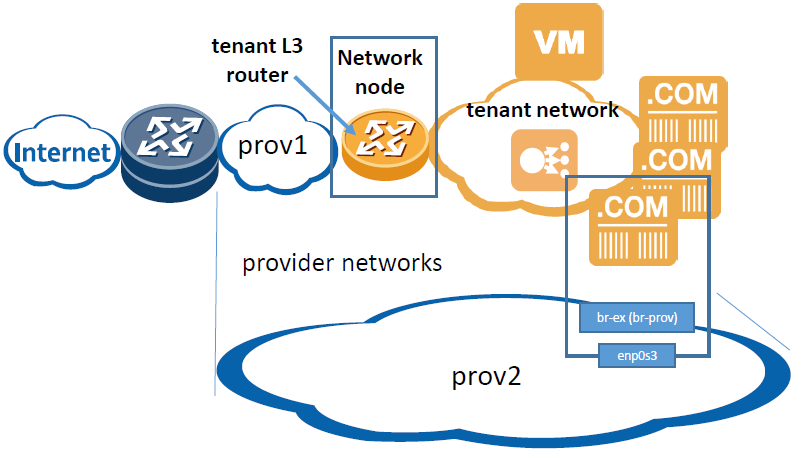 tenant L3
router
Network
node
VM
.COM
tenant network
Internet
prov1
.COM
.COM
provider networks
br-ex (br-prov)
enp0s3
prov2